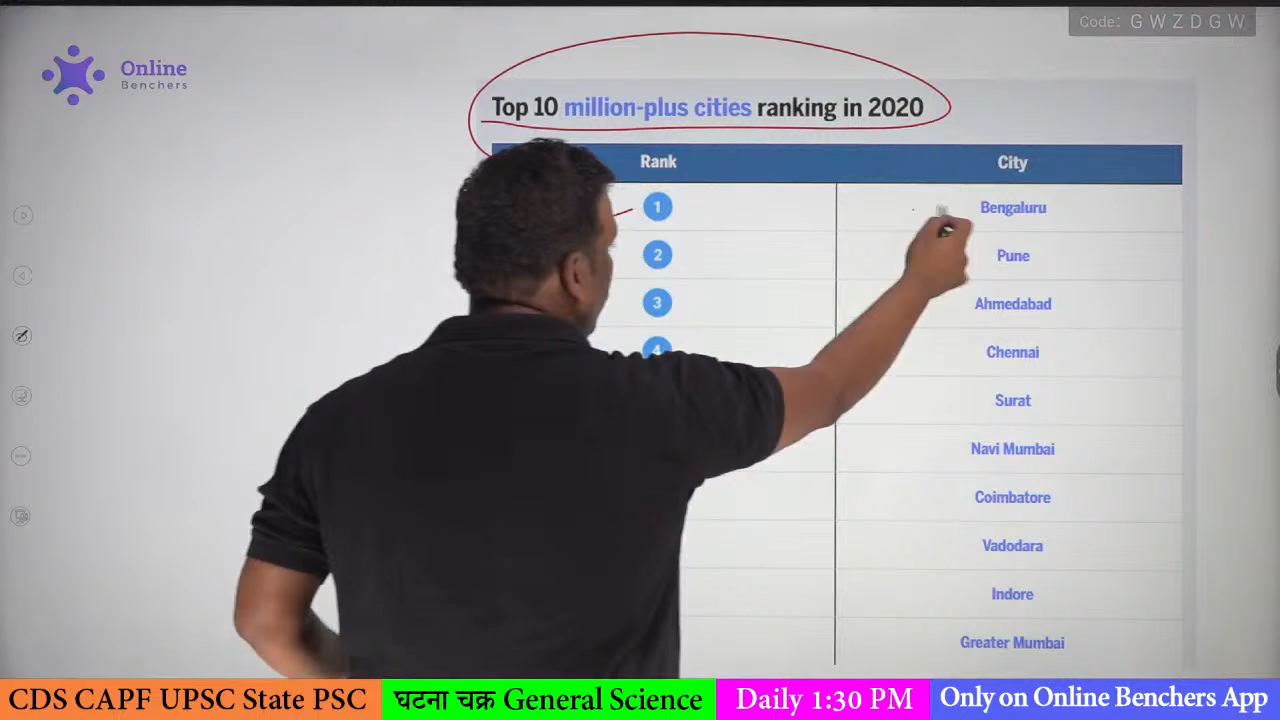 Code: G W Z D G W
Online
Benchers
Top 10 million-plus cities ranking in 2020
Rank City
1 Bengaluru
2 Pune
3 Ahmedabad
4 Chennai
Surat
Navi Mumbai
Coimbatore
Vadodara
Indore
Greater Mumbai
CDS CAPF UPSC State PSC घटना चक्र General Science Daily 1:30 PM Only on Online Benchers App